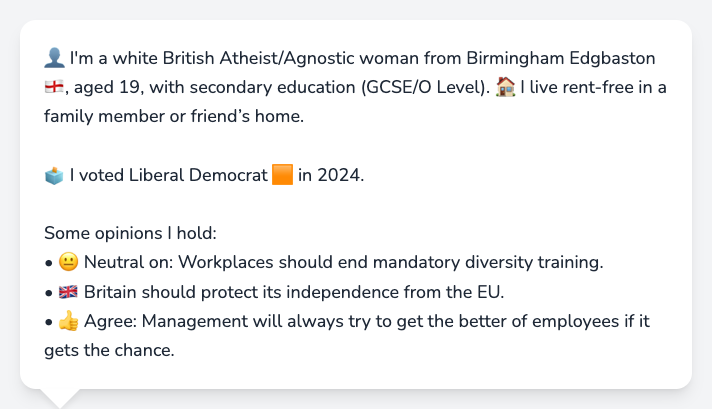 👤 I'm a white British Atheist/Agnostic woman from Birmingham Edgbaston
🏴󠁧󠁢󠁥󠁮󠁧󠁿, aged 19, with secondary education (GCSE/O Level). 🏠 I live rent-free in a
family member or friend’s home.
🗳️ I voted Liberal Democrat 🟧 in 2024.
Some opinions I hold:
• 😐 Neutral on: Workplaces should end mandatory diversity training.
• 🇬🇧 Britain should protect its independence from the EU.
• 👍 Agree: Management will always try to get the better of employees if it
gets the chance.